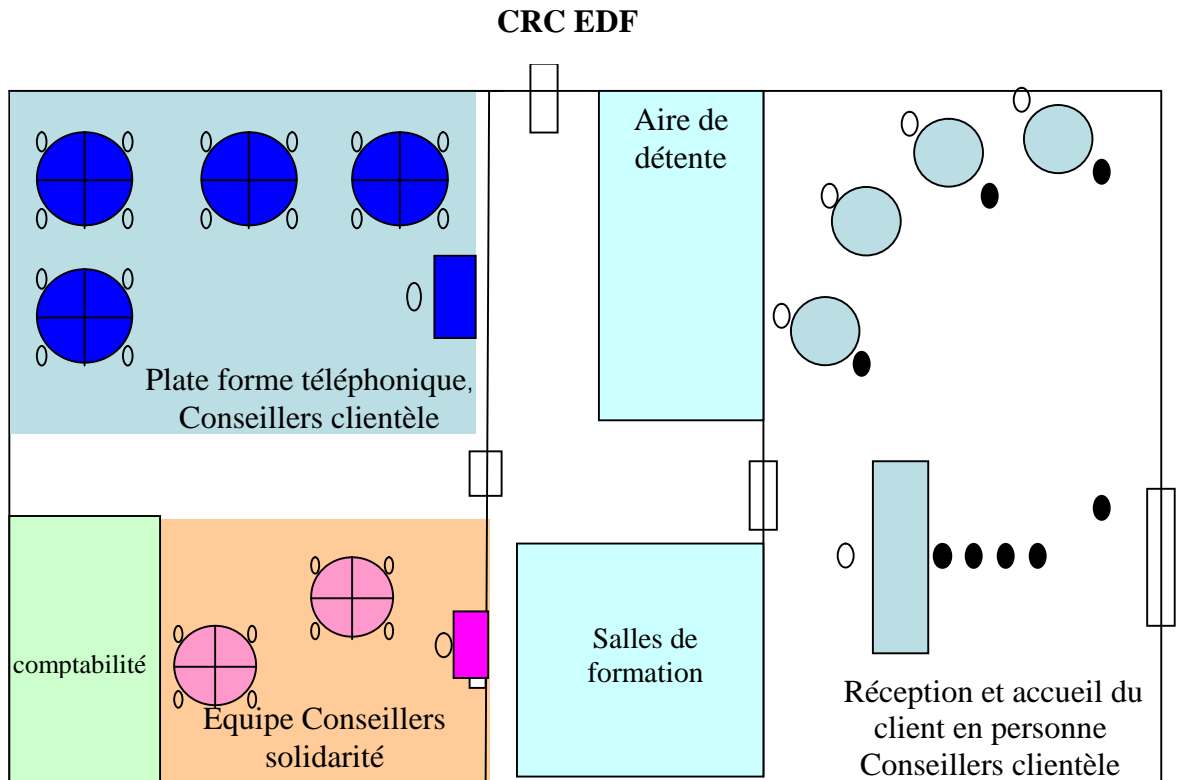 CRC EDF
Aire de
détente
Plate forme téléphonique,
Conseillers clientèle
comptabilité
Equipe Conseillers
solidarité
Salles de
formation
Réception et accueil du
client en personne
Conseillers clientèle